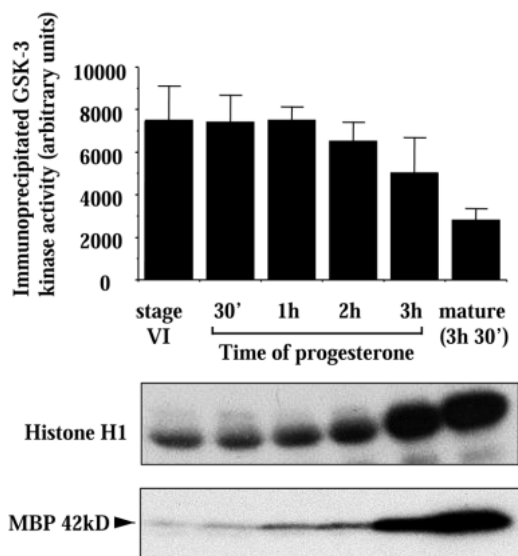 Immunoprecipitated GSK-3
kinase activity (arbitrary units)
10000
8000
6000
4000
2000
0
stage
VI
30'
1h
2h
3h
mature
(3h 30')
Time of progesterone
Histone H1
MBP 42kD